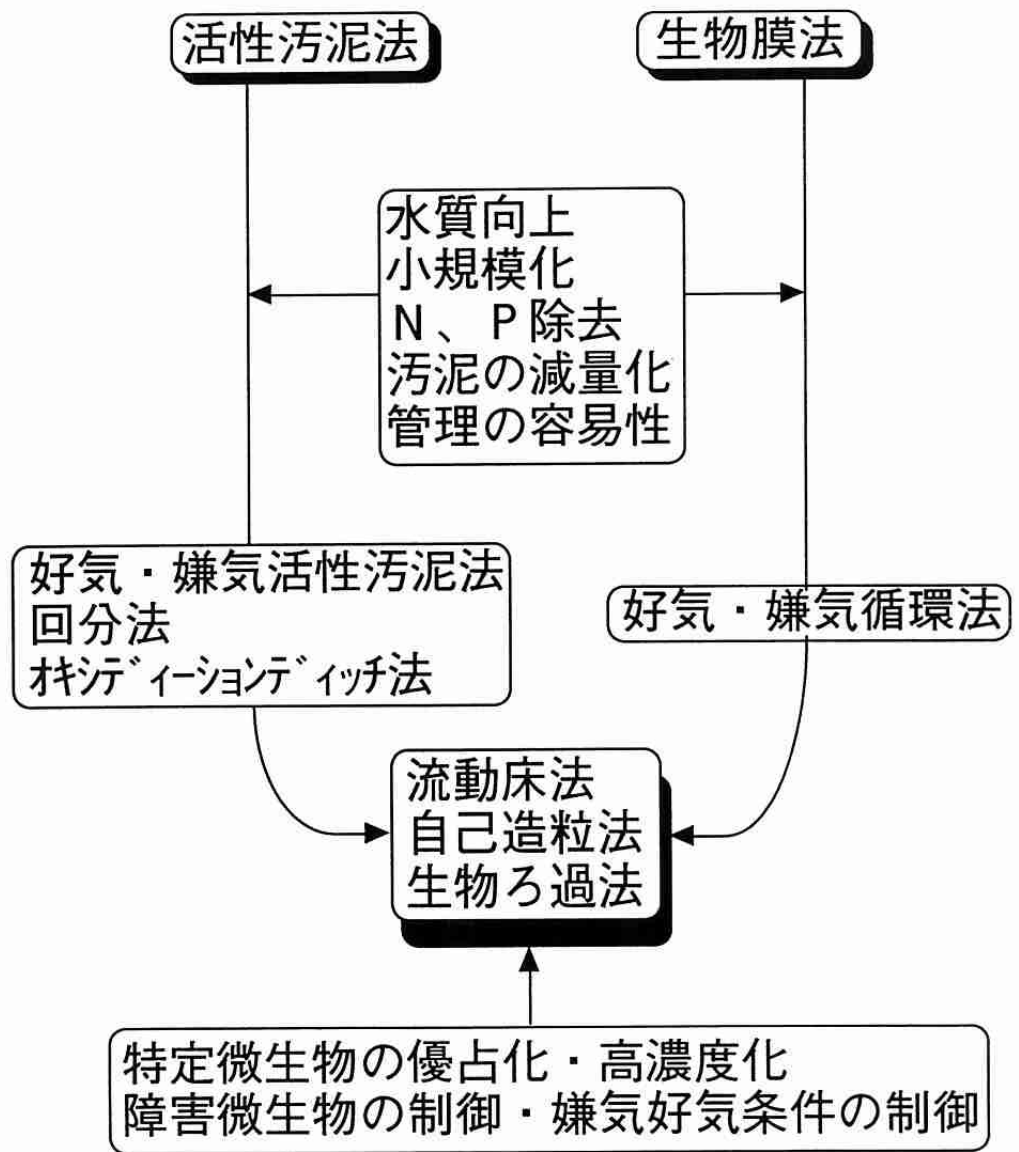 活性汚泥法
生物膜法
水質向上
小規模化
Ｎ、Ｐ除去
汚泥の減量化
管理の容易性
好気・嫌気活性汚泥法
回分法
ｵｷｼﾃﾞｨｰｼｮﾝﾃﾞｨｯﾁ法
好気・嫌気循環法
流動床法
自己造粒法
生物ろ過法
特定微生物の優占化・高濃度化
障害微生物の制御・嫌気好気条件の制御